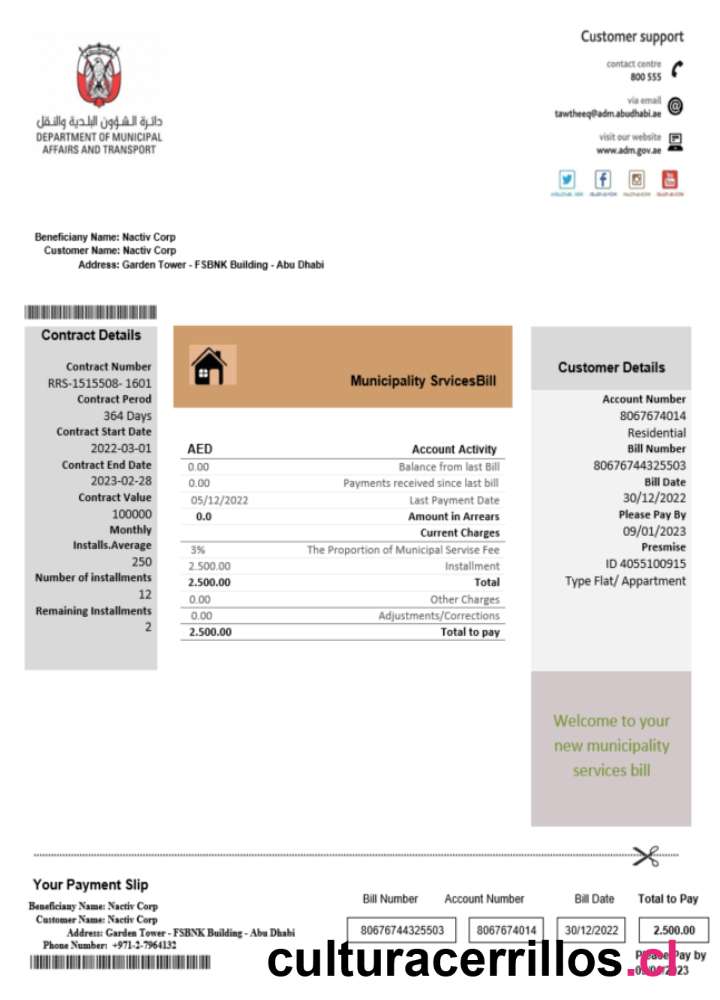 Customer support
contact centre
800 555
via email
tawtheeq@adm.abudhabi.ae
visit our website
www.adm.gov.ae
دائرة الشؤون البلدية والنقل
DEPARTMENT OF MUNICIPAL
AFFAIRS AND TRANSPORT
Beneficiany Name: Nactiv Corp
Customer Name: Nactiv Corp
Address: Garden Tower - FSBNK Building - Abu Dhabi
Contract Details
Contract Number
RRS-1515508- 1601
Contract Perod
364 Days
Contract Start Date
2022-03-01
Contract End Date
2023-02-28
Contract Value
100000
Monthly
Installs.Average
250
Number of installments
12
Remaining Installments
2
Municipality SrvicesBill
AED Account Activity
0.00 Balance from last Bill
0.00 Payments received since last bill
05/12/2022 Last Payment Date
0.0 Amount in Arrears
Current Charges
3% The Proportion of Municipal Servise Fee
2.500.00 Installment
2.500.00 Total
0.00 Other Charges
0.00 Adjustments/Corrections
2.500.00 Total to pay
Customer Details
Account Number
8067674014
Residential
Bill Number
80676744325503
Bill Date
30/12/2022
Please Pay By
09/01/2023
Presmise
ID 4055100915
Type Flat/ Appartment
Welcome to your
new municipality
services bill
Your Payment Slip
Beneficiany Name: Nactiv Corp
Customer Name: Nactiv Corp
Address: Garden Tower - FSBNK Building - Abu Dhabi
Phone Number: +971-2-7964132
Bill Number Account Number Bill Date Total to Pay
80676744325503 8067674014 30/12/2022 2.500.00
Please Pay by
09/01/2023
culturacerrillos.cl